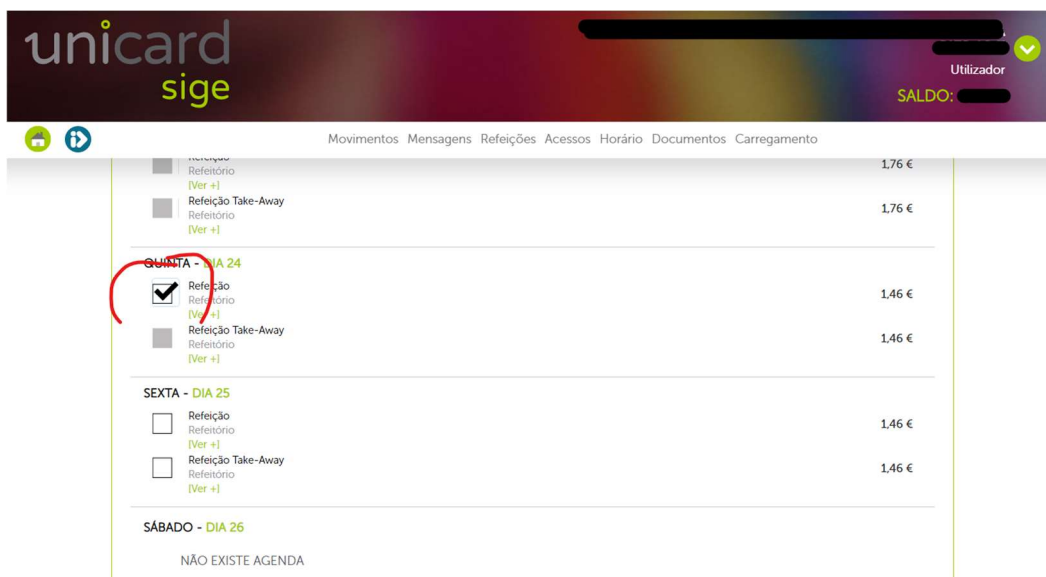 unicard
sige
Utilizador
SALDO:
Movimentos Mensagens Refeições Acessos Horário Documentos Carregamento
Refeição 1,76 €
Refeitório
[Ver +]
Refeição Take-Away 1,76 €
Refeitório
[Ver +]
QUINTA - DIA 24
Refeição 1,46 €
Refeitório
[Ver +]
Refeição Take-Away 1,46 €
Refeitório
[Ver +]
SEXTA - DIA 25
Refeição 1,46 €
Refeitório
[Ver +]
Refeição Take-Away 1,46 €
Refeitório
[Ver +]
SÁBADO - DIA 26
NÃO EXISTE AGENDA